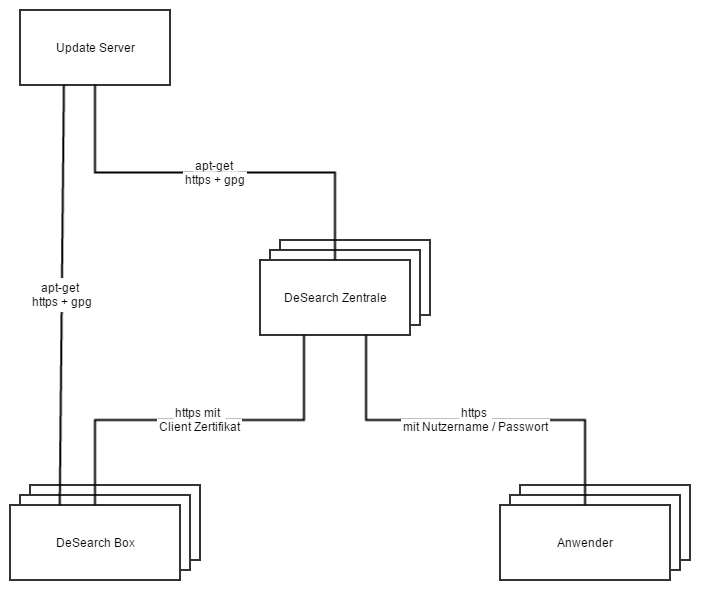 Update Server
apt-get
https + gpg
DeSearch Zentrale
apt-get
https + gpg
https mit
Client Zertifikat
https
mit Nutzername / Passwort
DeSearch Box
Anwender